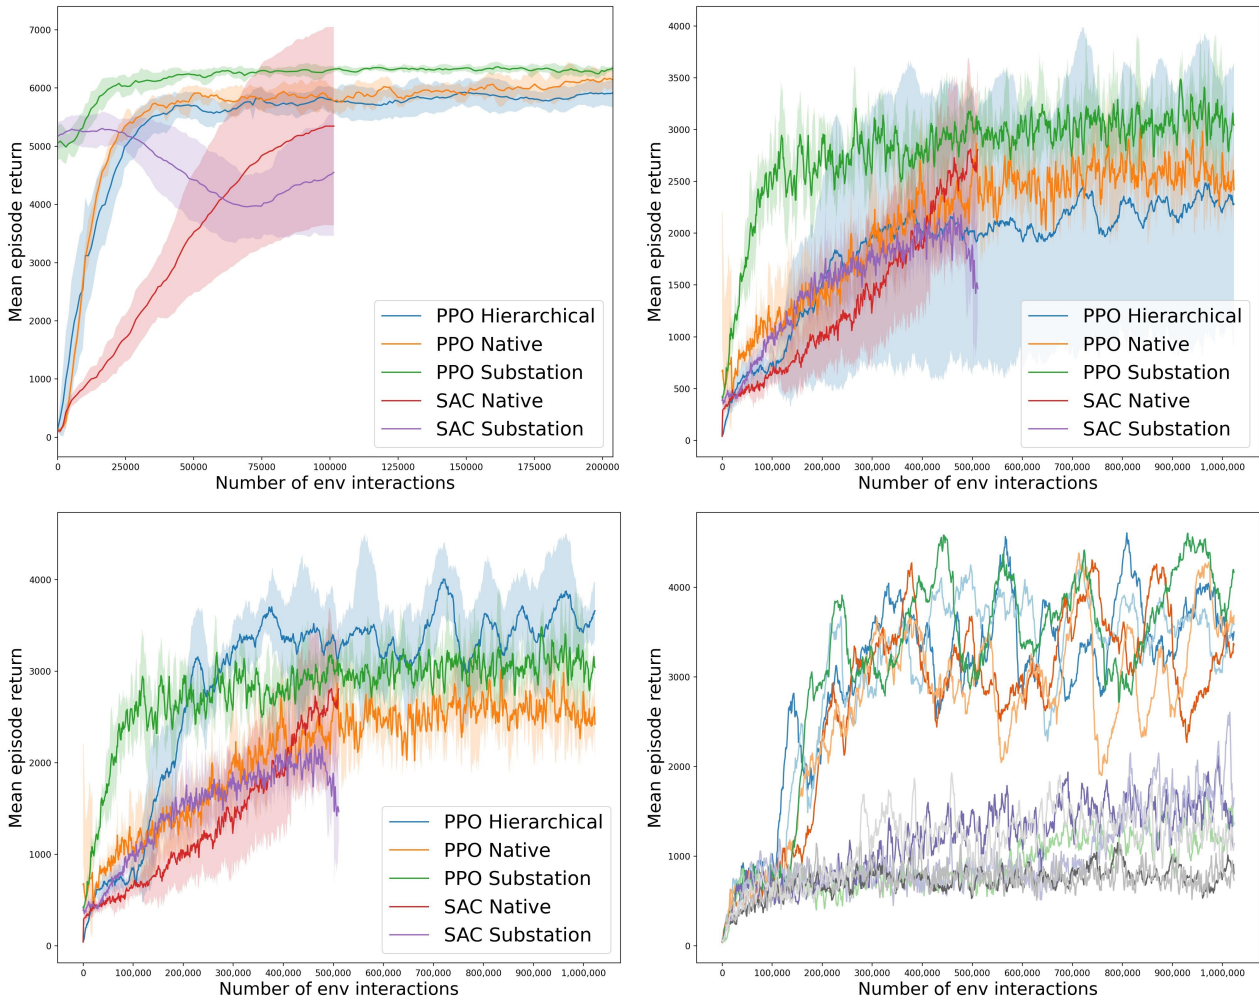 Mean episode return
7000
6000
5000
4000
3000
2000
1000
0
0 25000 50000 75000 100000 125000 150000 175000 200000
Number of env interactions
PPO Hierarchical
PPO Native
PPO Substation
SAC Native
SAC Substation
Mean episode return
4000
3500
3000
2500
2000
1500
1000
500
0
0 100,000 200,000 300,000 400,000 500,000 600,000 700,000 800,000 900,000 1,000,000
Number of env interactions
PPO Hierarchical
PPO Native
PPO Substation
SAC Native
SAC Substation
Mean episode return
4000
3000
2000
1000
0
0 100,000 200,000 300,000 400,000 500,000 600,000 700,000 800,000 900,000 1,000,000
Number of env interactions
PPO Hierarchical
PPO Native
PPO Substation
SAC Native
SAC Substation
Mean episode return
4000
3000
2000
1000
0
0 100,000 200,000 300,000 400,000 500,000 600,000 700,000 800,000 900,000 1,000,000
Number of env interactions